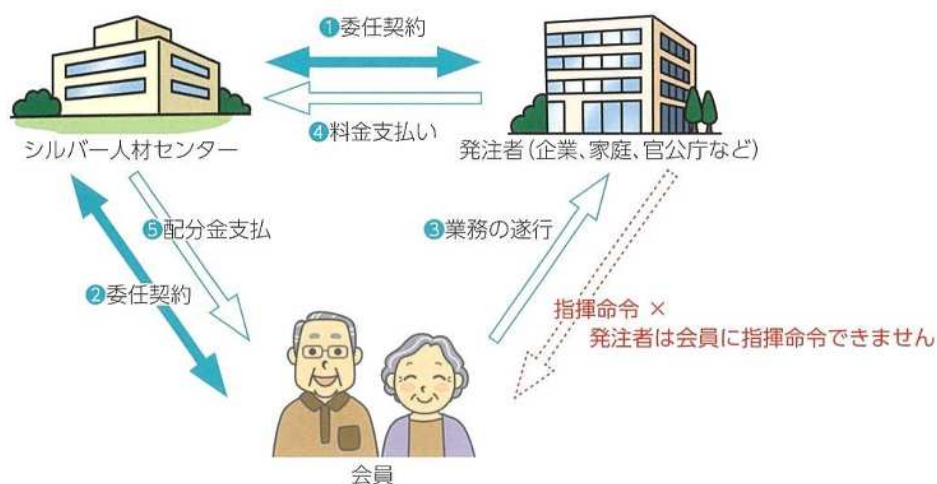 ❶委任契約
❹料金支払い
シルバー人材センター
発注者(企業、家庭、官公庁など)
❺配分金支払
❸業務の遂行
❷委任契約
指揮命令 ×
発注者は会員に指揮命令できません
会員